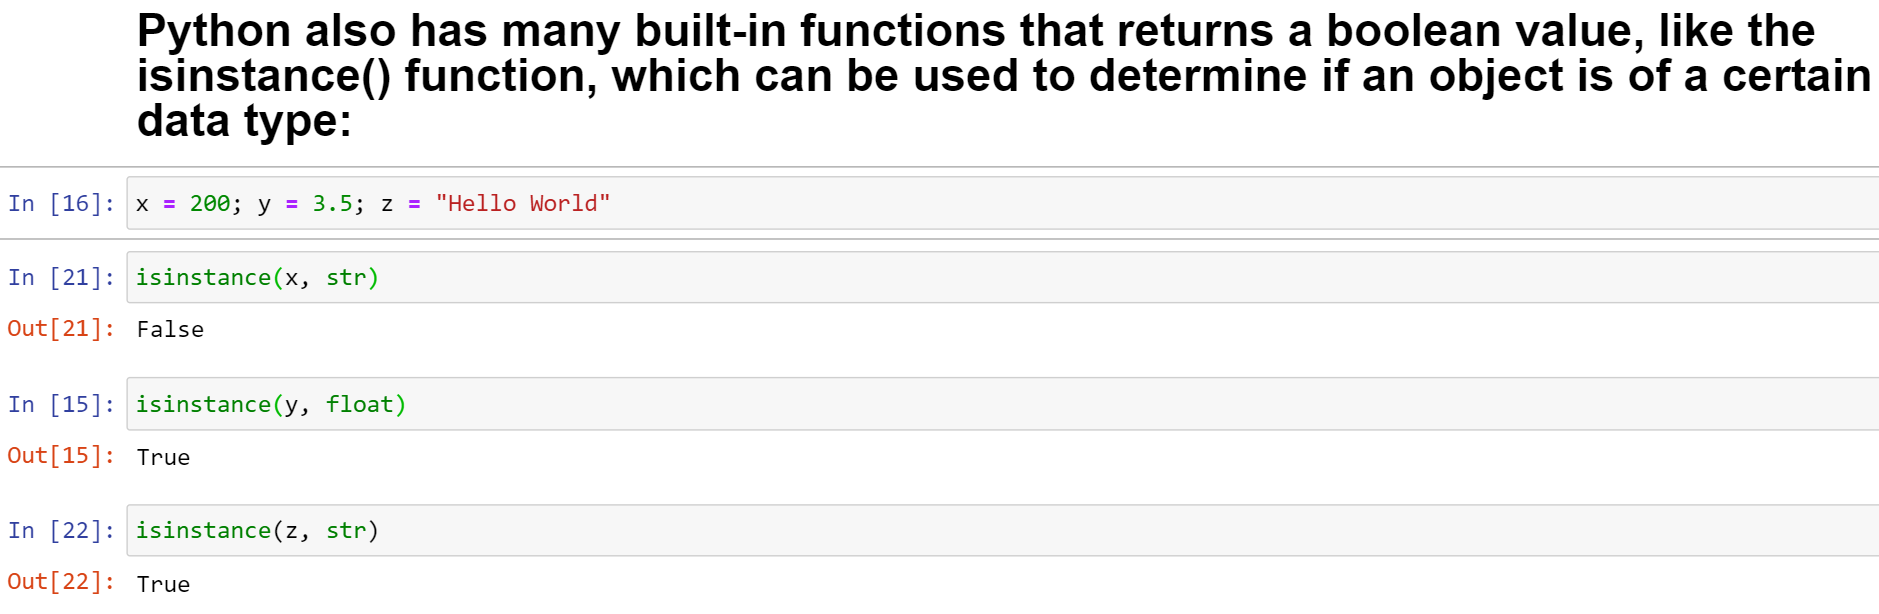 Python also has many built-in functions that returns a boolean value, like the
isinstance() function, which can be used to determine if an object is of a certain
data type:
In [16]: x = 200; y = 3.5; z = "Hello World"
In [21]: isinstance(x, str)
Out[21]: False
In [15]: isinstance(y, float)
Out[15]: True
In [22]: isinstance(z, str)
Out[22]: True